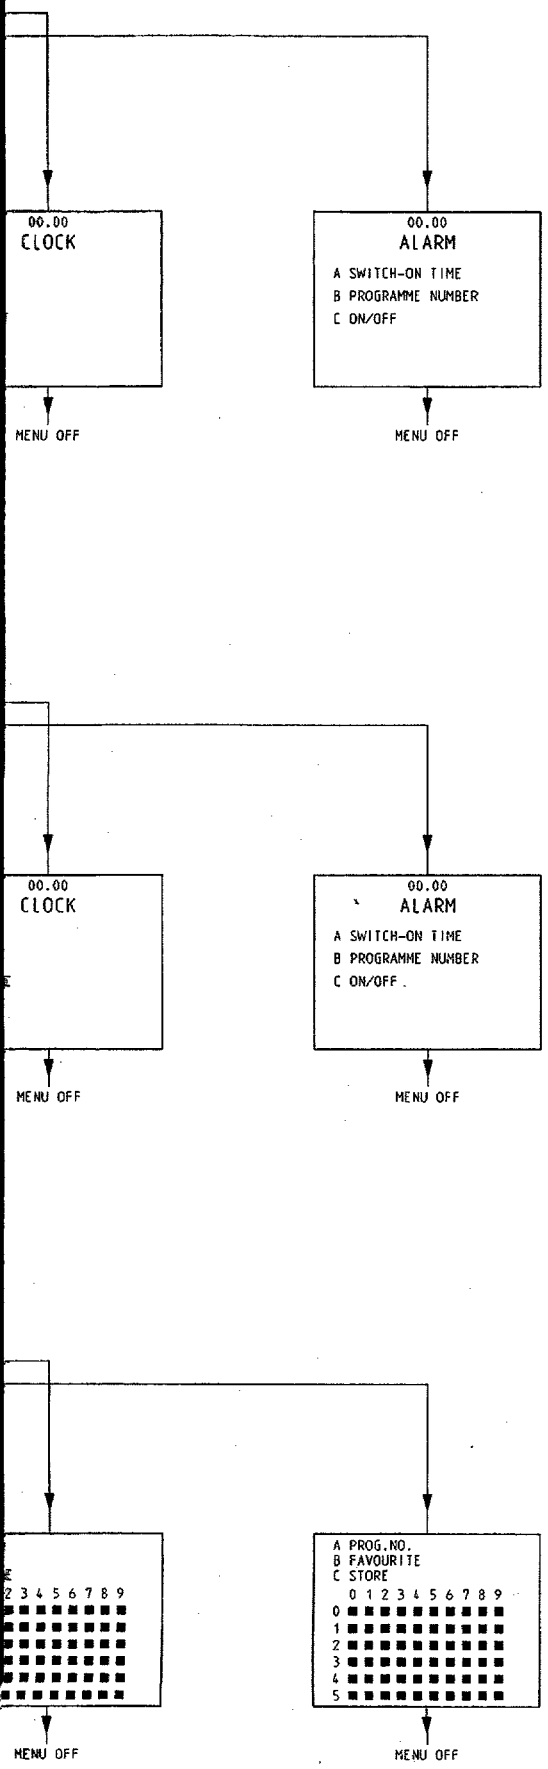 00.00
CLOCK
MENU OFF
00.00
ALARM
A SWITCH-ON TIME
B PROGRAMME NUMBER
C ON/OFF
MENU OFF
00.00
CLOCK
MENU OFF
00.00
ALARM
A SWITCH-ON TIME
B PROGRAMME NUMBER
C ON/OFF
MENU OFF
2 3 4 5 6 7 8 9
MENU OFF
A PROG.NO.
B FAVOURITE
C STORE
0 1 2 3 4 5 6 7 8 9
0
1
2
3
4
5
MENU OFF